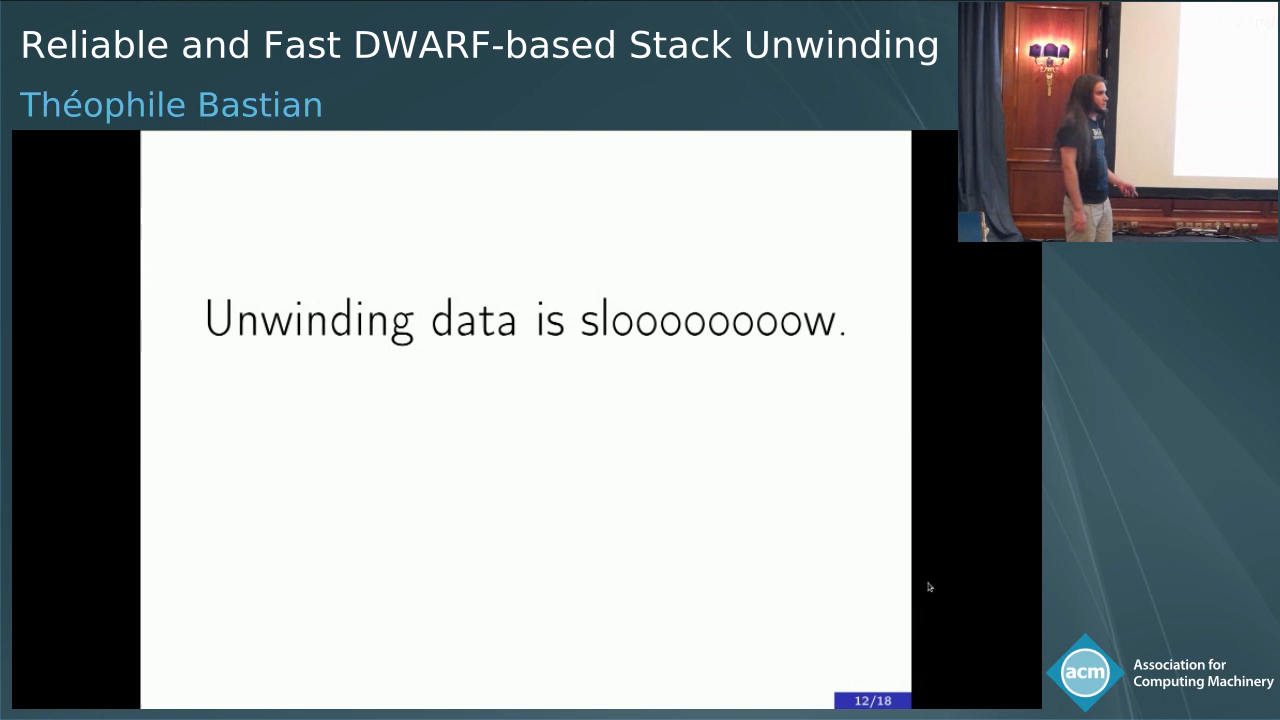 Reliable and Fast DWARF-based Stack Unwinding
Théophile Bastian
Unwinding data is sloooooooow.
12/18
acm
Association for
Computing Machinery